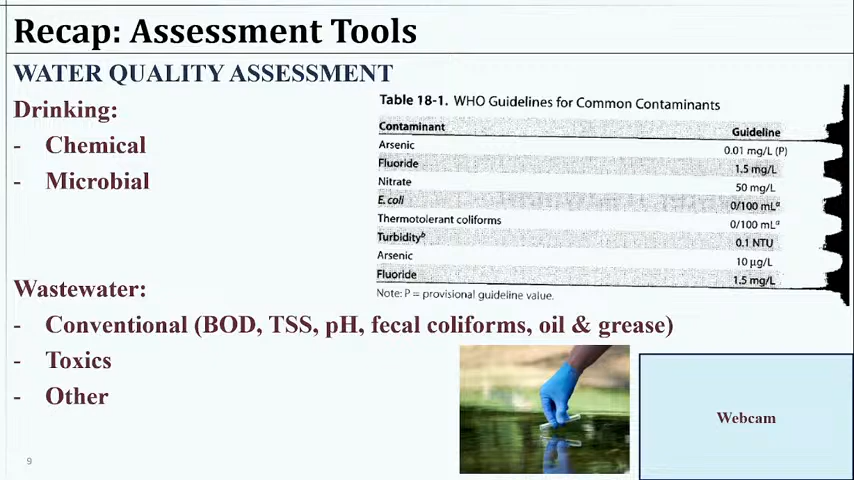 Recap: Assessment Tools
WATER QUALITY ASSESSMENT
Drinking:
- Chemical
- Microbial
Table 18-1. WHO Guidelines for Common Contaminants
Contaminant Guideline
Arsenic 0.01 mg/L (P)
Fluoride 1.5 mg/L
Nitrate 50 mg/L
E. coli 0/100 mLᵃ
Thermotolerant coliforms 0/100 mLᵃ
Turbidityᵇ 0.1 NTU
Arsenic 10 µg/L
Fluoride 1.5 mg/L
Note: P = provisional guideline value.
Wastewater:
- Conventional (BOD, TSS, pH, fecal coliforms, oil & grease)
- Toxics
- Other
Webcam
9